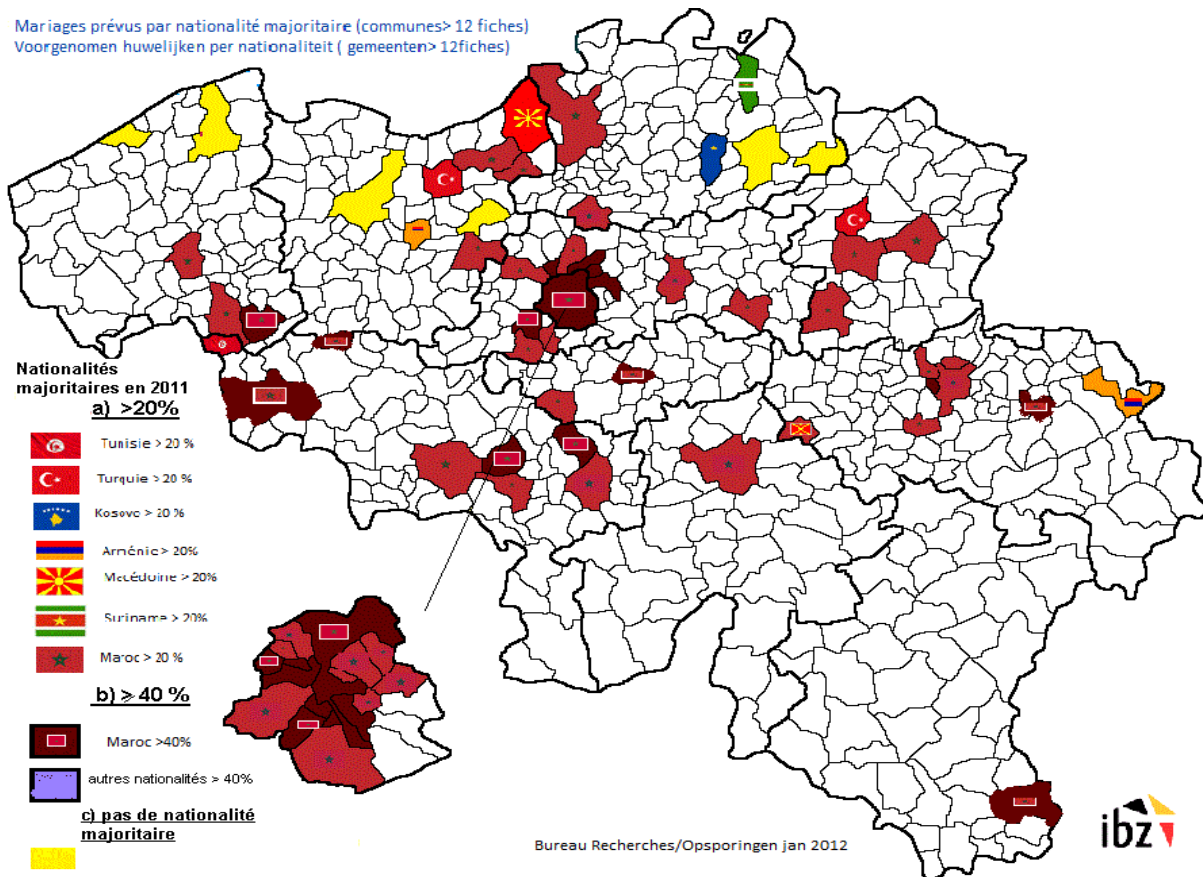 Mariages prévus par nationalité majoritaire (communes> 12 fiches)
Voorgenomen huwelijken per nationaliteit ( gemeenten> 12fiches)
Nationalités
majoritaires en 2011
a) >20%
Tunisie > 20 %
Turquie > 20 %
Kosovo > 20 %
Arménie > 20%
Macédoine > 20%
Suriname > 20%
Maroc > 20 %
b) ⩾ 40 %
Maroc >40%
autres nationalités > 40%
c) pas de nationalité
majoritaire
Bureau Recherches/Opsporingen jan 2012
ibz